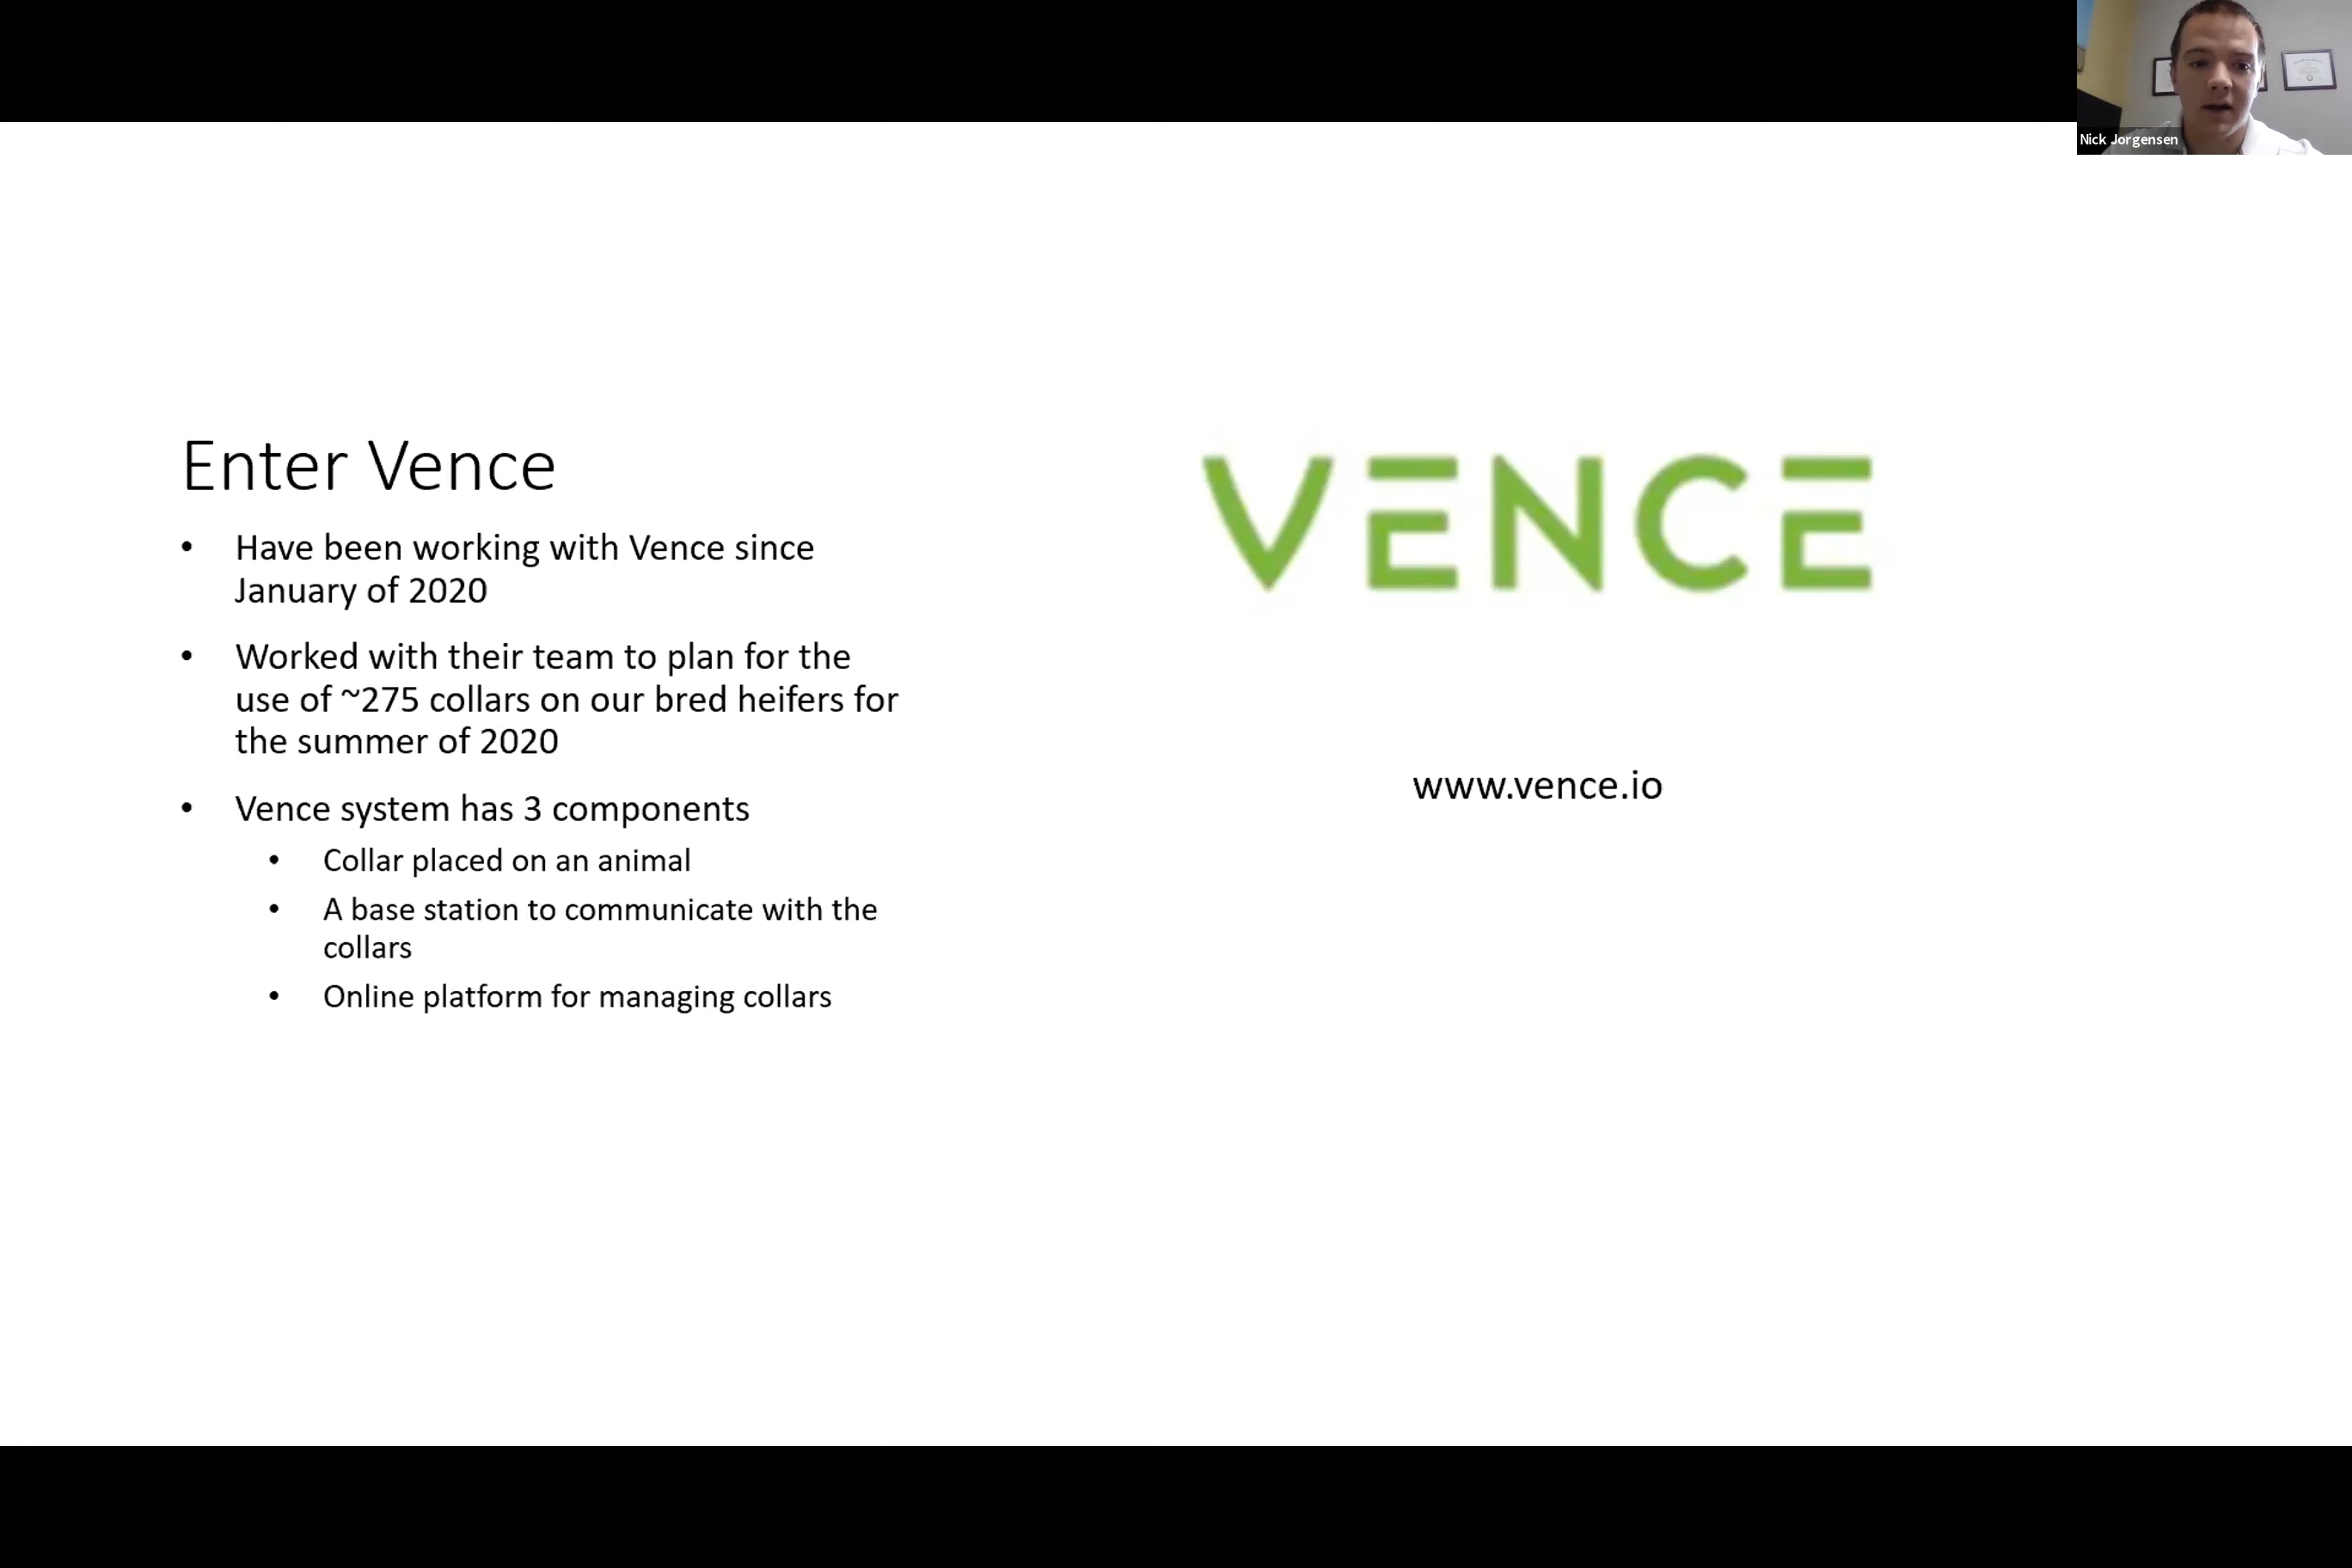 Nick Jorgensen
Enter Vence
• Have been working with Vence since
January of 2020
• Worked with their team to plan for the
use of ~275 collars on our bred heifers for
the summer of 2020
• Vence system has 3 components
• Collar placed on an animal
• A base station to communicate with the
collars
• Online platform for managing collars
VENCE
www.vence.io